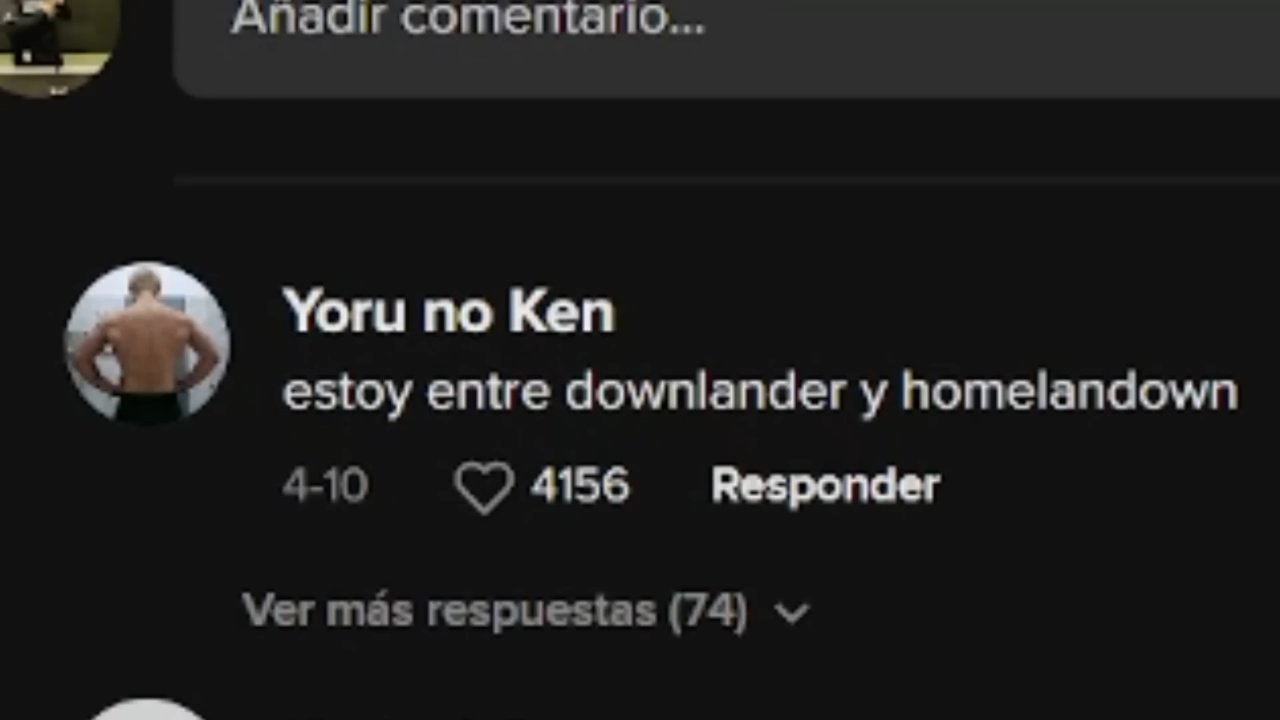 Añadir comentario...
Yoru no Ken
estoy entre downlander y homelandown
4-10 4156 Responder
Ver más respuestas (74)